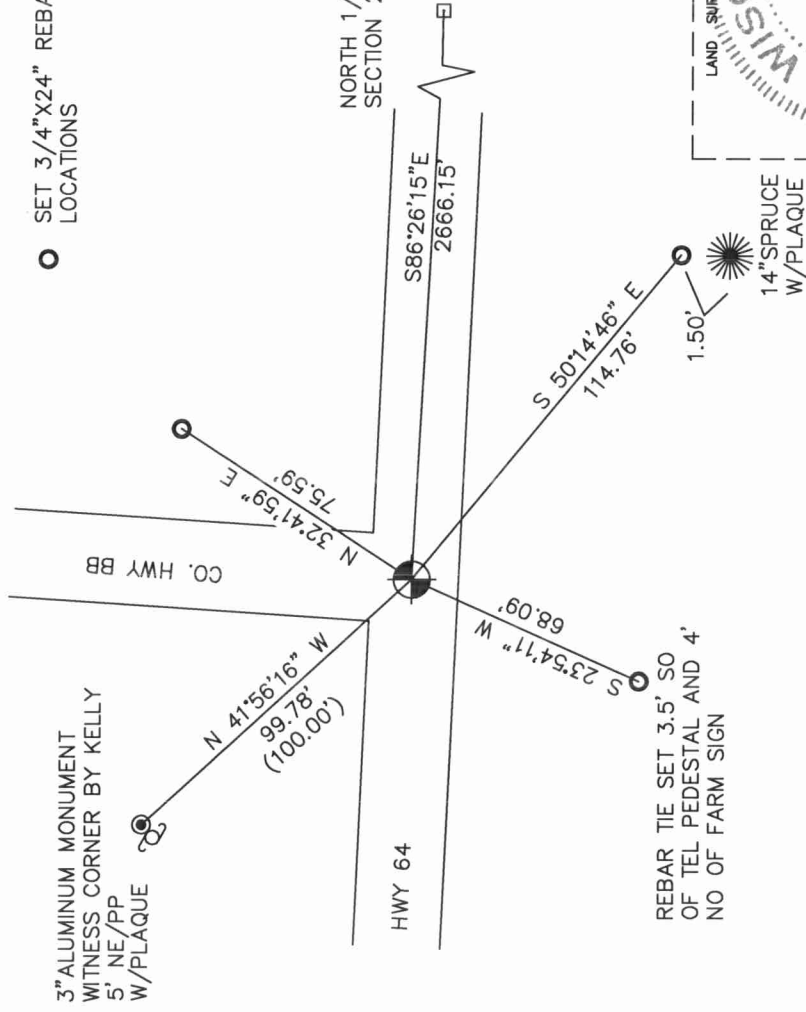 SET 3/4"X24" REBA
LOCATIONS
NORTH 1/
SECTION
3"ALUMINUM MONUMENT
WITNESS CORNER BY KELLY
5' NE/PP
W/PLAQUE
CO. HWY BB
N 32°41'59" E
75.59'
N 41°56'16" W
99.78'
(100.00')
S86°26'15"E
2666.15'
HWY 64
S 50°14'46" E
114.76'
S 23°54'11" W
68.09'
1.50'
14"SPRUCE
W/PLAQUE
REBAR TIE SET 3.5' SO
OF TEL PEDESTAL AND 4'
NO OF FARM SIGN
LAND SUR
WISC